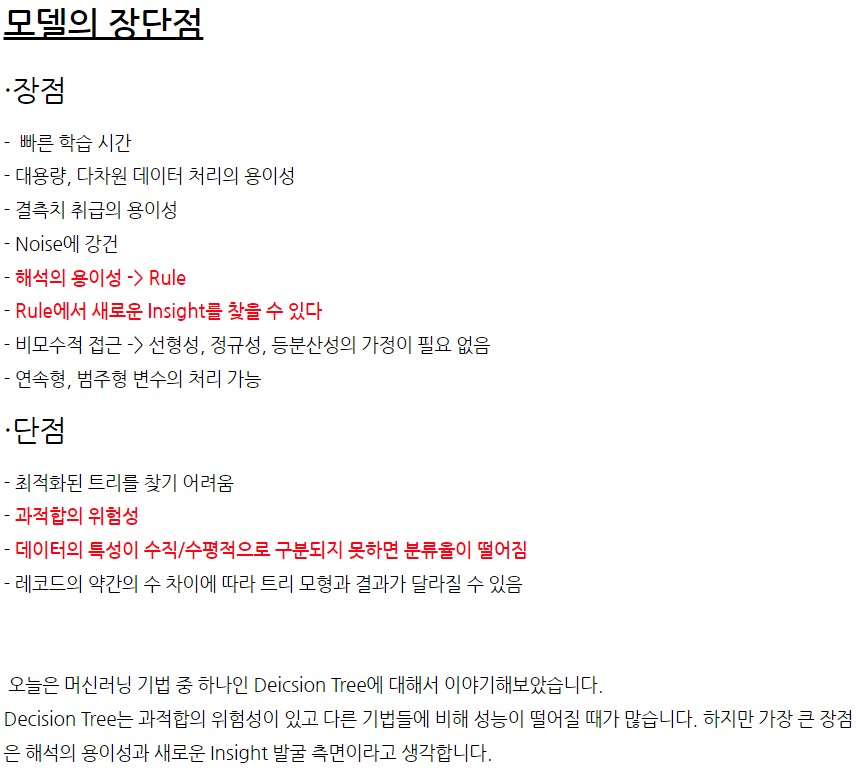 모델의 장단점
·장점
- 빠른 학습 시간
- 대용량, 다차원 데이터 처리의 용이성
- 결측치 취급의 용이성
- Noise에 강건
- 해석의 용이성 -> Rule
- Rule에서 새로운 Insight를 찾을 수 있다
- 비모수적 접근 -> 선형성, 정규성, 등분산성의 가정이 필요 없음
- 연속형, 범주형 변수의 처리 가능
·단점
- 최적화된 트리를 찾기 어려움
- 과적합의 위험성
- 데이터의 특성이 수직/수평적으로 구분되지 못하면 분류율이 떨어짐
- 레코드의 약간의 수 차이에 따라 트리 모형과 결과가 달라질 수 있음
오늘은 머신러닝 기법 중 하나인 Deicsion Tree에 대해서 이야기해보았습니다.
Decision Tree는 과적합의 위험성이 있고 다른 기법들에 비해 성능이 떨어질 때가 많습니다. 하지만 가장 큰 장점
은 해석의 용이성과 새로운 Insight 발굴 측면이라고 생각합니다.